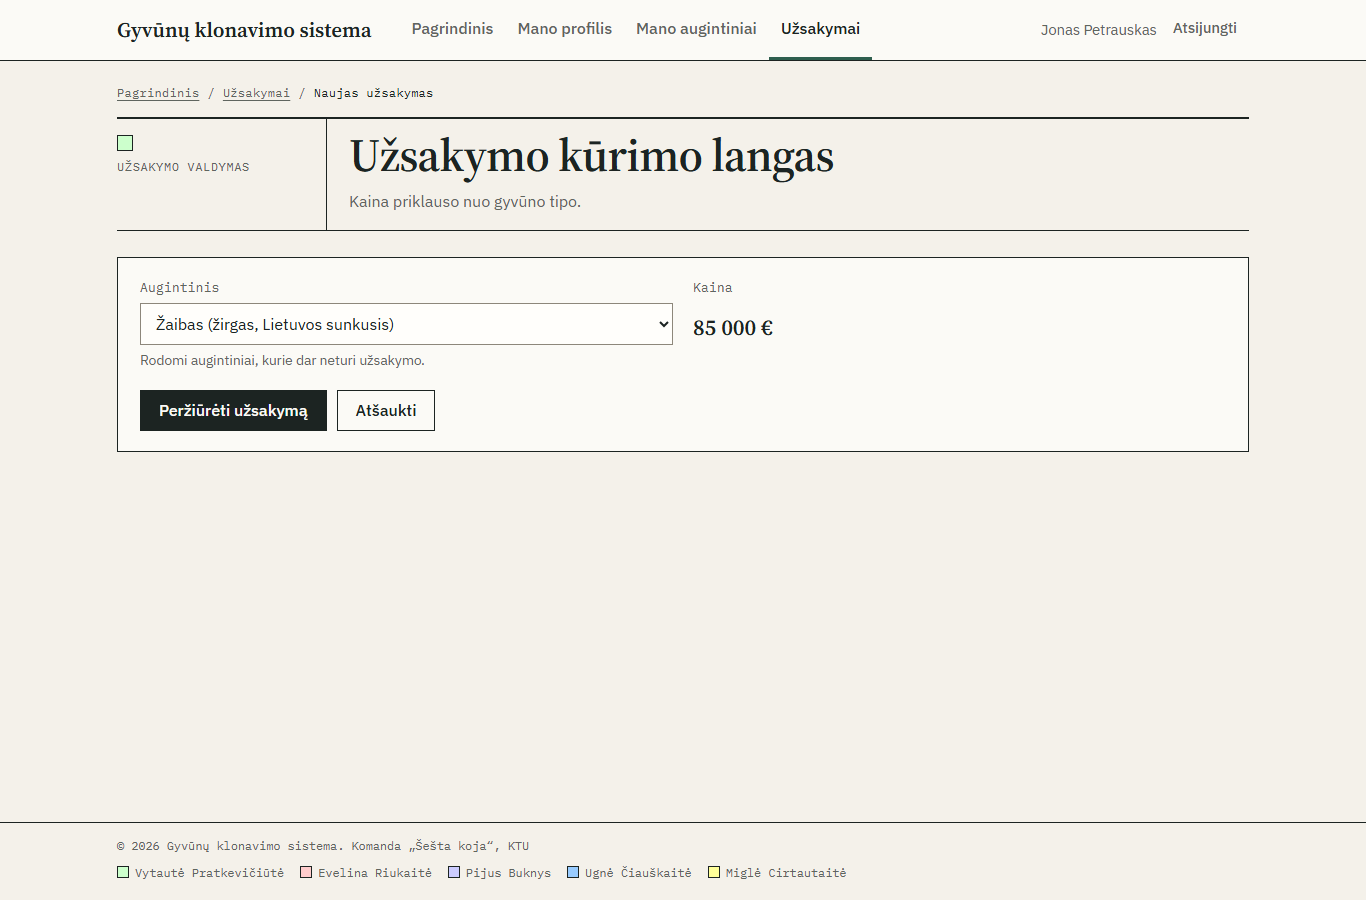 Gyvūnų klonavimo sistema
Pagrindinis
Mano profilis
Mano augintiniai
Užsakymai
Jonas Petrauskas
Atsijungti
Pagrindinis / Užsakymai / Naujas užsakymas
UŽSAKYMO VALDYMAS
Užsakymo kūrimo langas
Kaina priklauso nuo gyvūno tipo.
Augintinis
Žaibas (žirgas, Lietuvos sunkusis)
Rodomi augintiniai, kurie dar neturi užsakymo.
Kaina
85 000 €
Peržiūrėti užsakymą
Atšaukti
© 2026 Gyvūnų klonavimo sistema. Komanda „Šešta koja“, KTU
Vytautė Pratkevičiūtė
Evelina Riukaitė
Pijus Buknys
Ugnė Čiauškaitė
Miglė Cirtautaitė